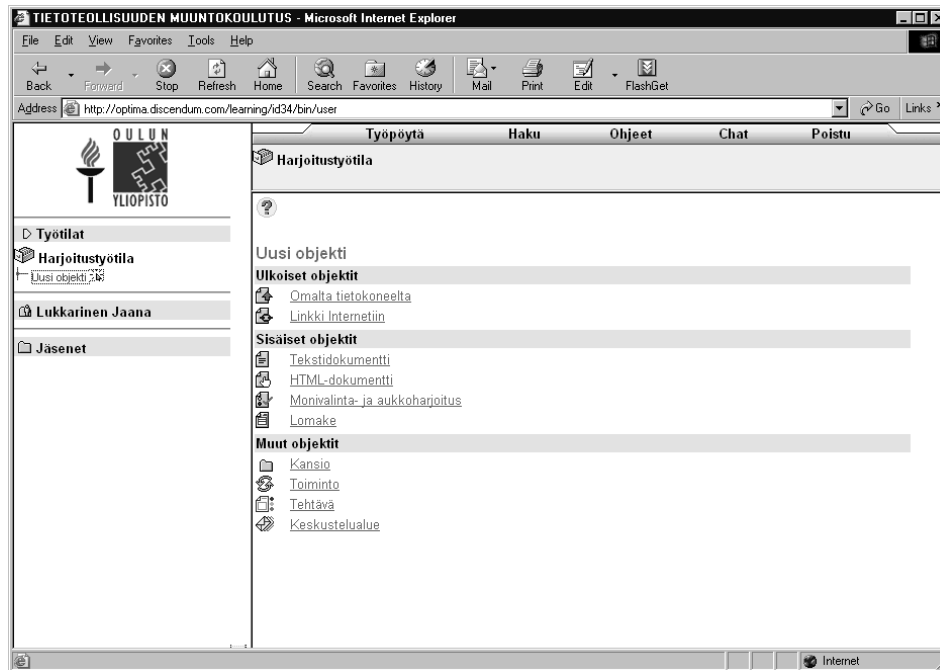 TIETOTEOLLISUUDEN MUUNTOKOULUTUS - Microsoft Internet Explorer
File Edit View Favorites Tools Help
Back Forward Stop Refresh Home Search Favorites History Mail Print Edit FlashGet
Address http://optima.discendum.com/learning/id34/bin/user Go Links
OULUN
YLIOPISTO
Työtilat
Harjoitustyötila
Uusi objekti
Lukkarinen Jaana
Jäsenet
Työpöytä Haku Ohjeet Chat Poistu
Harjoitustyötila
Uusi objekti
Ulkoiset objektit
Omalta tietokoneelta
Linkki Internetiin
Sisäiset objektit
Tekstidokumentti
HTML-dokumentti
Monivalinta- ja aukkoharjoitus
Lomake
Muut objektit
Kansio
Toiminto
Tehtävä
Keskustelualue
Internet